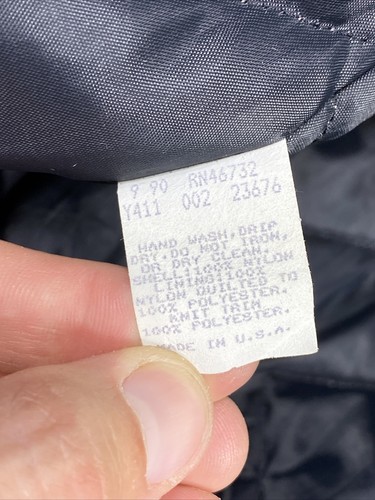 9 90 RN46732
Y411 002 23676
HAND WASH, DRIP
DRY. DO NOT IRON,
OR DRY CLEAN.
SHELL:100% NYLON
LINING:100%
NYLON QUILTED TO
100% POLYESTER.
KNIT TRIM
100% POLYESTER.
MADE IN U.S.A.